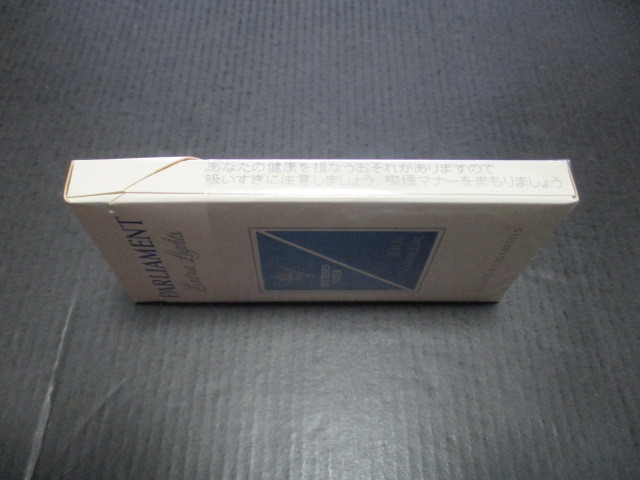 あなたの健康を損なうおそれがありますので
吸いすぎに注意しましょう 喫煙マナーをまもりましょう
PARLIAMENT
Extra Lights
RECESSED
FILTER